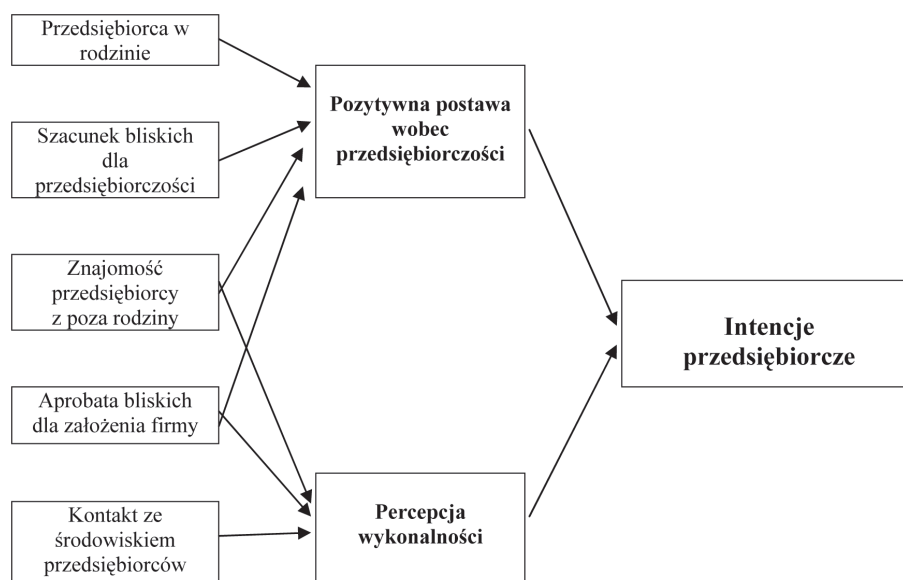 Przedsiębiorca w
rodzinie
Szacunek bliskich
dla
przedsiębiorczości
Znajomość
przedsiębiorcy
z poza rodziny
Aprobata bliskich
dla założenia firmy
Kontakt ze
środowiskiem
przedsiębiorców
Pozytywna postawa
wobec
przedsiębiorczości
Percepcja
wykonalności
Intencje
przedsiębiorcze